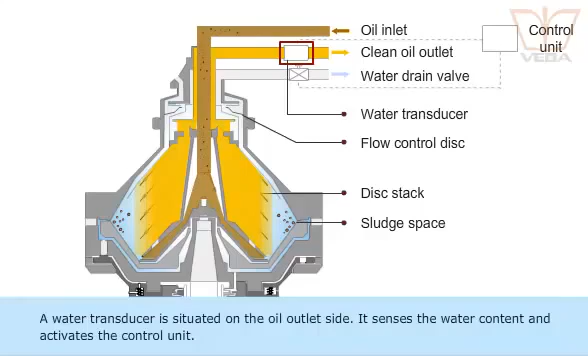 Oil inlet
Control
unit
Clean oil outlet
VEDA
Water drain valve
Water transducer
Flow control disc
Disc stack
Sludge space
A water transducer is situated on the oil outlet side. It senses the water content and
activates the control unit.